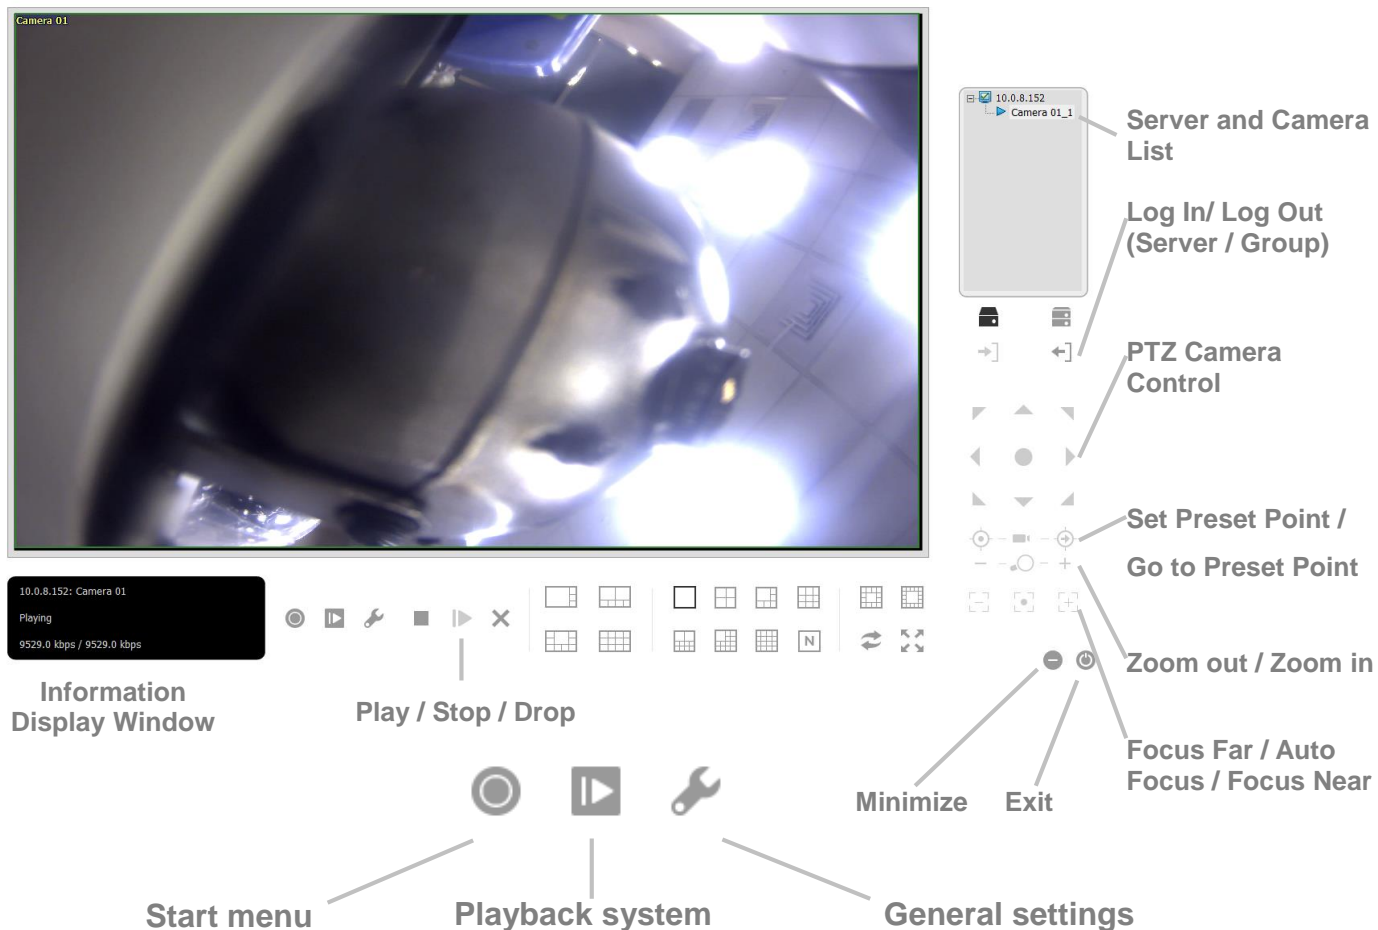 Camera 01
10.0.8.152
Camera 01_1
Server and Camera
List
Log In/ Log Out
(Server / Group)
PTZ Camera
Control
Set Preset Point /
Go to Preset Point
Zoom out / Zoom in
Focus Far / Auto
Focus / Focus Near
10.0.8.152: Camera 01
Playing
9529.0 kbps / 9529.0 kbps
N
Information
Display Window
Play / Stop / Drop
Minimize
Exit
Start menu
Playback system
General settings